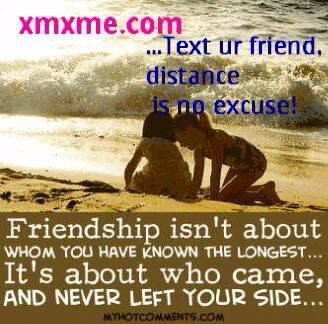 xmxme.com
...Text ur friend,
distance
is no excuse!
Friendship isn't about
WHOM YOU HAVE KNOWN THE LONGEST...
It's about who came,
AND NEVER LEFT YOUR SIDE...
MYHOTCOMMENTS.COM